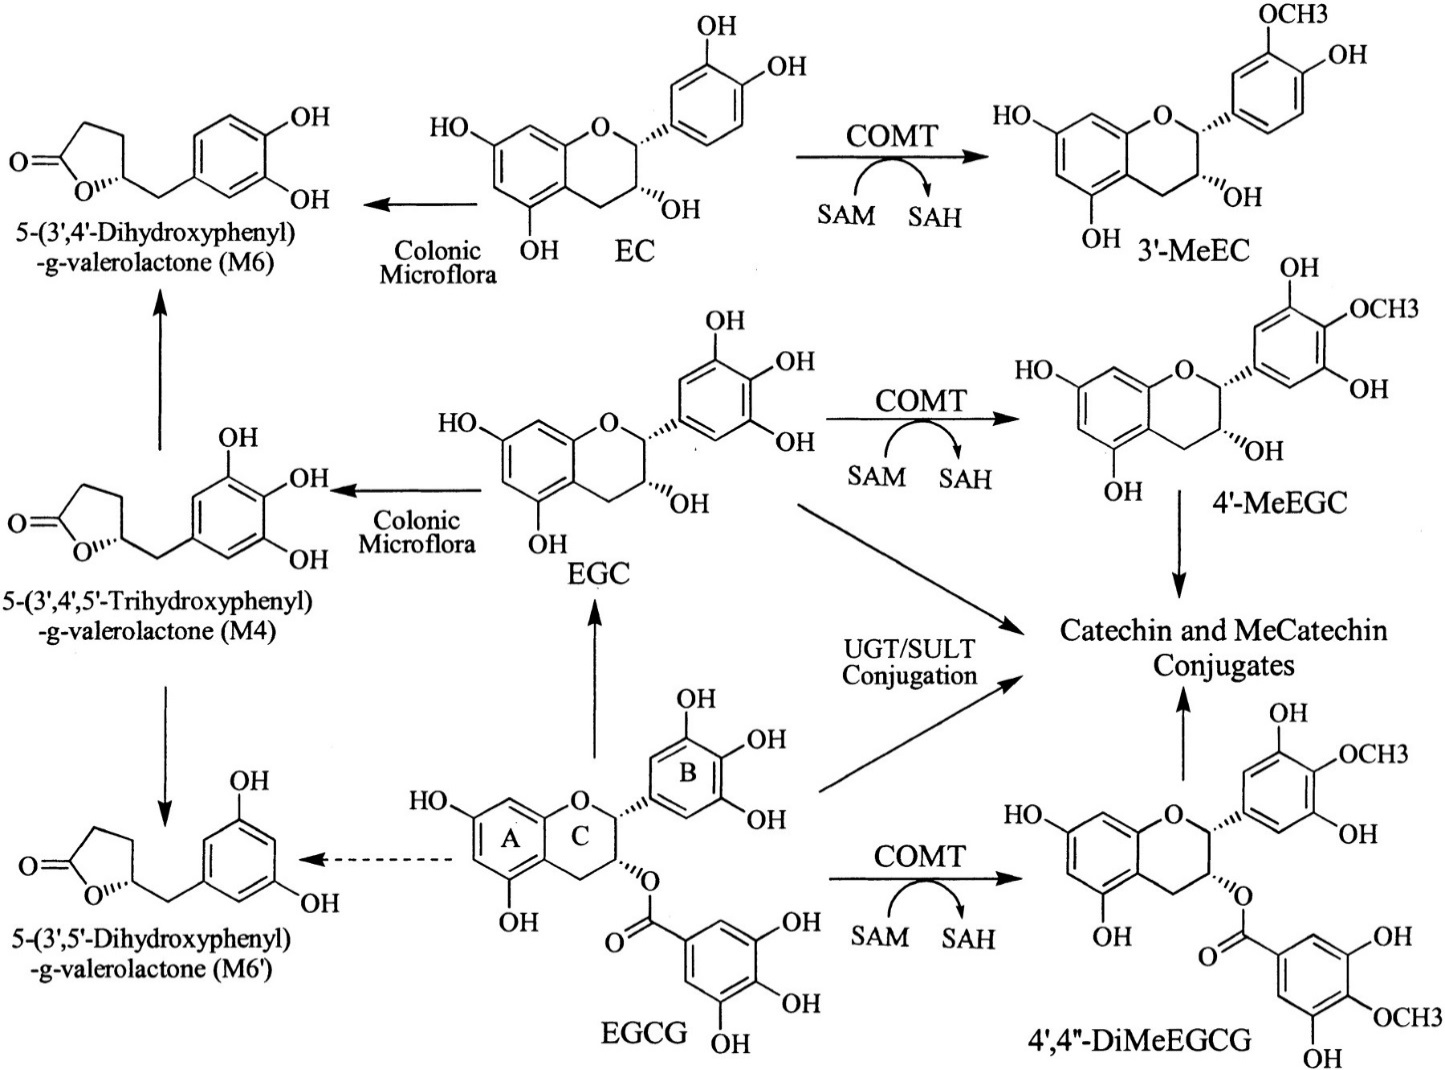 OH
OH
HO
O
OH
OH
EC
OCH3
OH
HO
O
OH
OH
3'-MeEC
COMT
SAM SAH
O
O
OH
OH
5-(3',4'-Dihydroxyphenyl)
-g-valerolactone (M6)
Colonic
Microflora
OH
OH
OH
HO
O
OH
OH
EGC
COMT
SAM SAH
OH
OCH3
OH
HO
O
OH
OH
4'-MeEGC
OH
OH
OH
O
O
5-(3',4',5'-Trihydroxyphenyl)
-g-valerolactone (M4)
Colonic
Microflora
UGT/SULT
Conjugation
Catechin and MeCatechin
Conjugates
OH
OH
O
O
5-(3',5'-Dihydroxyphenyl)
-g-valerolactone (M6')
OH
OH
OH
B
HO
O
A
C
OH
O
O
OH
OH
OH
EGCG
COMT
SAM SAH
OH
OCH3
OH
HO
O
OH
O
O
OH
OCH3
OH
4',4"-DiMeEGCG